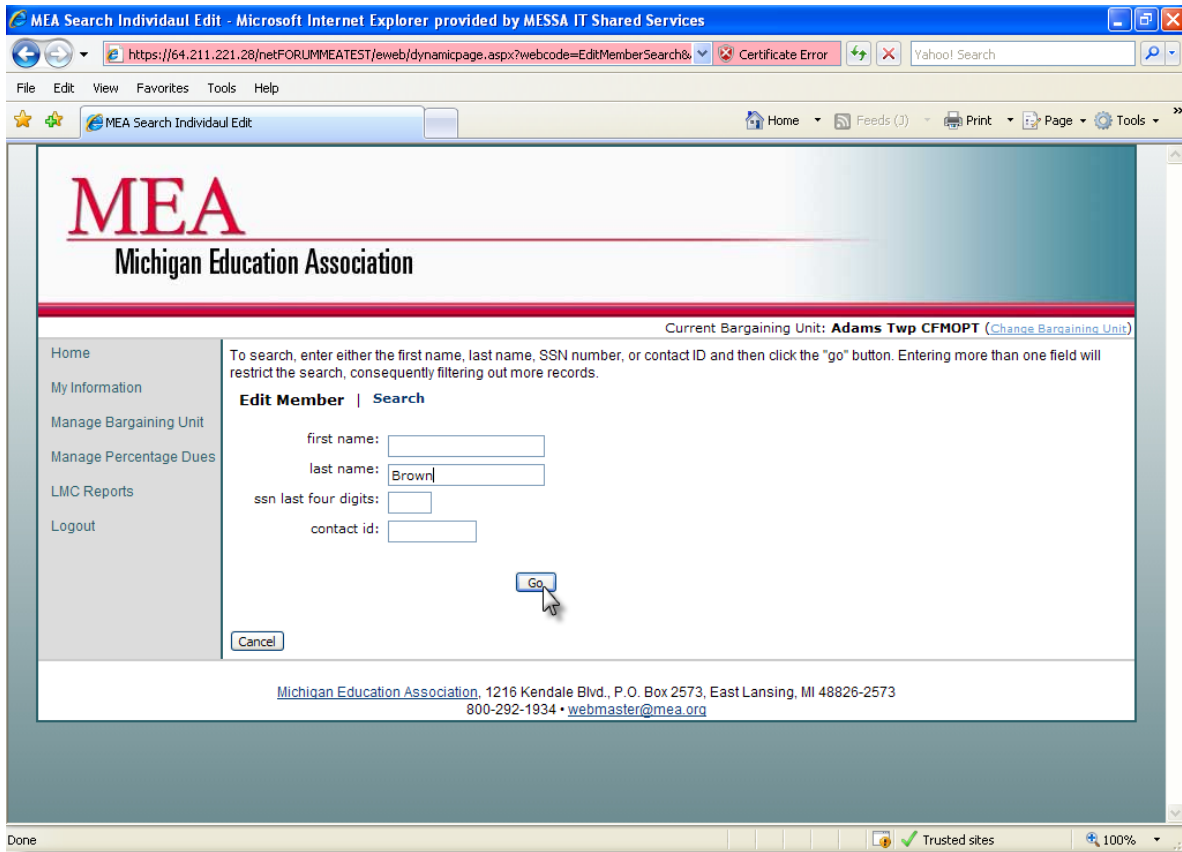 MEA Search Individaul Edit - Microsoft Internet Explorer provided by MESSA IT Shared Services
https://64.211.221.28/netFORUMMEATEST/eweb/dynamicpage.aspx?webcode=EditMemberSearch& Certificate Error Yahoo! Search
File Edit View Favorites Tools Help
MEA Search Individaul Edit Home Feeds (J) Print Page Tools »
MEA
Michigan Education Association
Current Bargaining Unit: Adams Twp CFMOPT (Change Bargaining Unit)
Home
My Information
Manage Bargaining Unit
Manage Percentage Dues
LMC Reports
Logout
To search, enter either the first name, last name, SSN number, or contact ID and then click the "go" button. Entering more than one field will
restrict the search, consequently filtering out more records.
Edit Member | Search
first name:
last name: Brown
ssn last four digits:
contact id:
Go
Cancel
Michigan Education Association, 1216 Kendale Blvd., P.O. Box 2573, East Lansing, MI 48826-2573
800-292-1934 • webmaster@mea.org
Done Trusted sites 100%